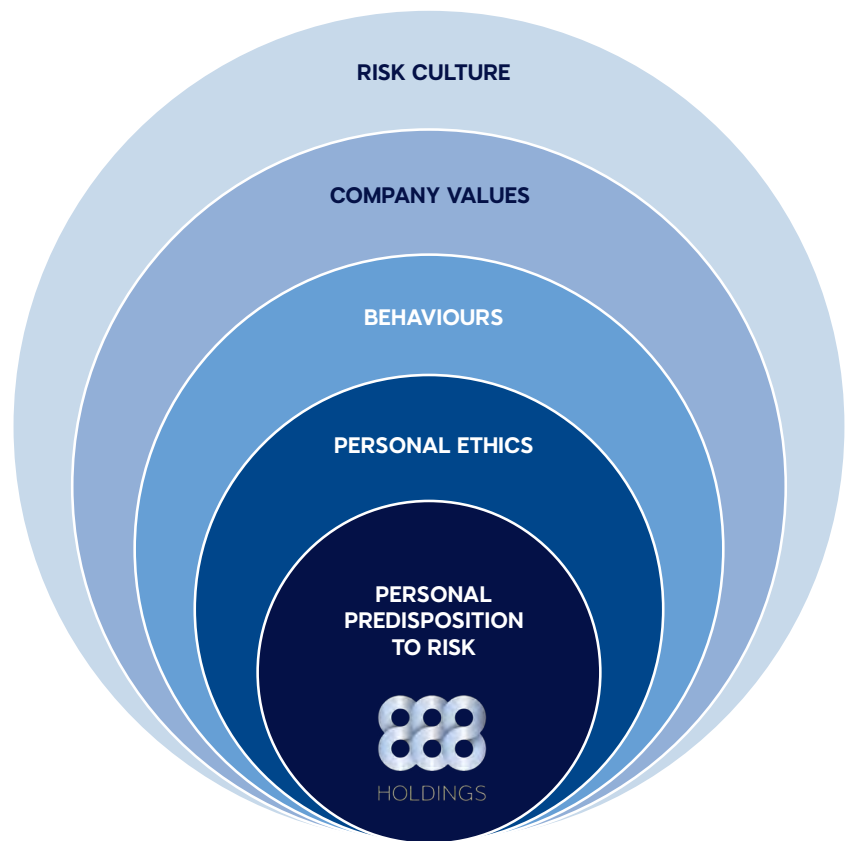 RISK CULTURE
COMPANY VALUES
BEHAVIOURS
PERSONAL ETHICS
PERSONAL
PREDISPOSITION
TO RISK
888
HOLDINGS